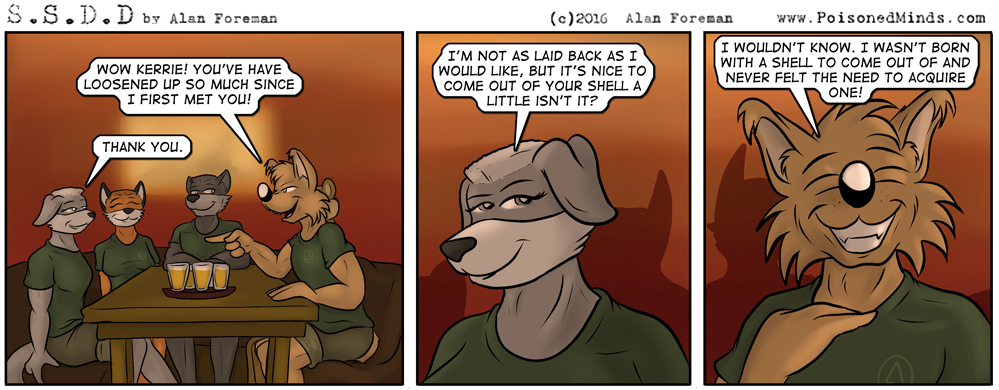 S.S.D.D by Alan Foreman
(c)2016 Alan Foreman
www.PoisonedMinds.com
WOW KERRIE! YOU'VE HAVE
LOOSENED UP SO MUCH SINCE
I FIRST MET YOU!
THANK YOU.
I'M NOT AS LAID BACK AS I
WOULD LIKE, BUT IT'S NICE TO
COME OUT OF YOUR SHELL A
LITTLE ISN'T IT?
I WOULDN'T KNOW. I WASN'T BORN
WITH A SHELL TO COME OUT OF AND
NEVER FELT THE NEED TO ACQUIRE
ONE!